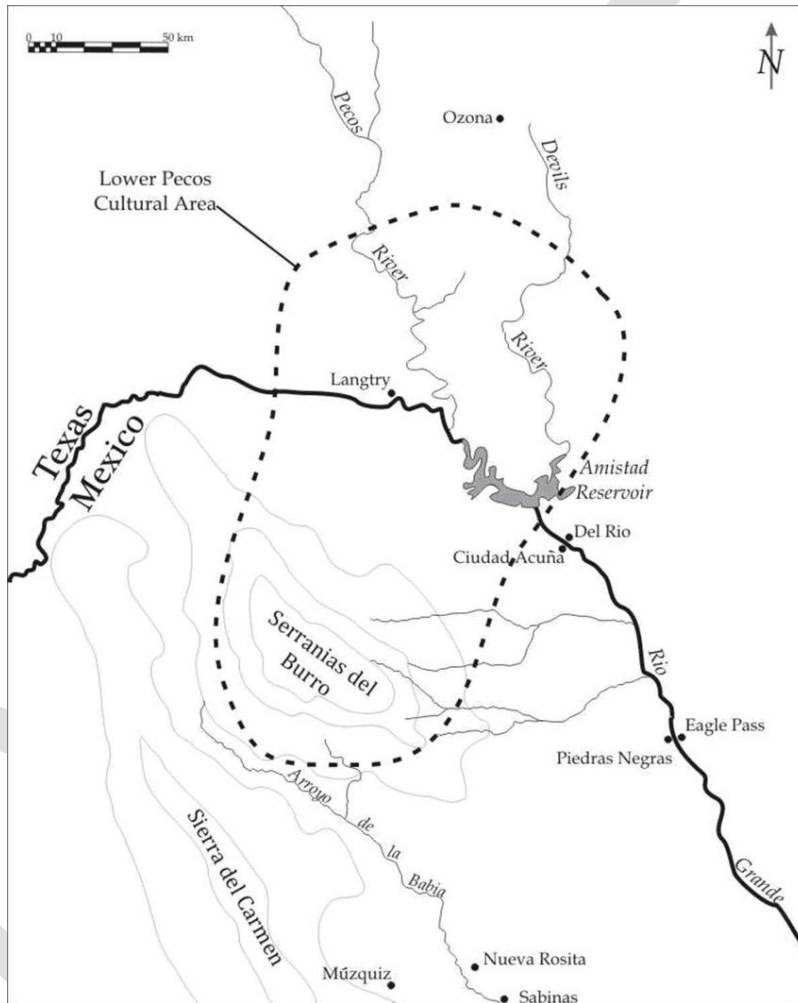 0 10 50 km
N
Pecos
Ozona
Devils
Lower Pecos
Cultural Area
River
River
Langtry
Texas
Mexico
Amistad
Reservoir
Del Rio
Ciudad Acuña
Serranias del
Burro
Rio
Eagle Pass
Piedras Negras
Arroyo
de
la
Babia
Sierra del Carmen
Grande
Nueva Rosita
Múzquiz
Sabinas